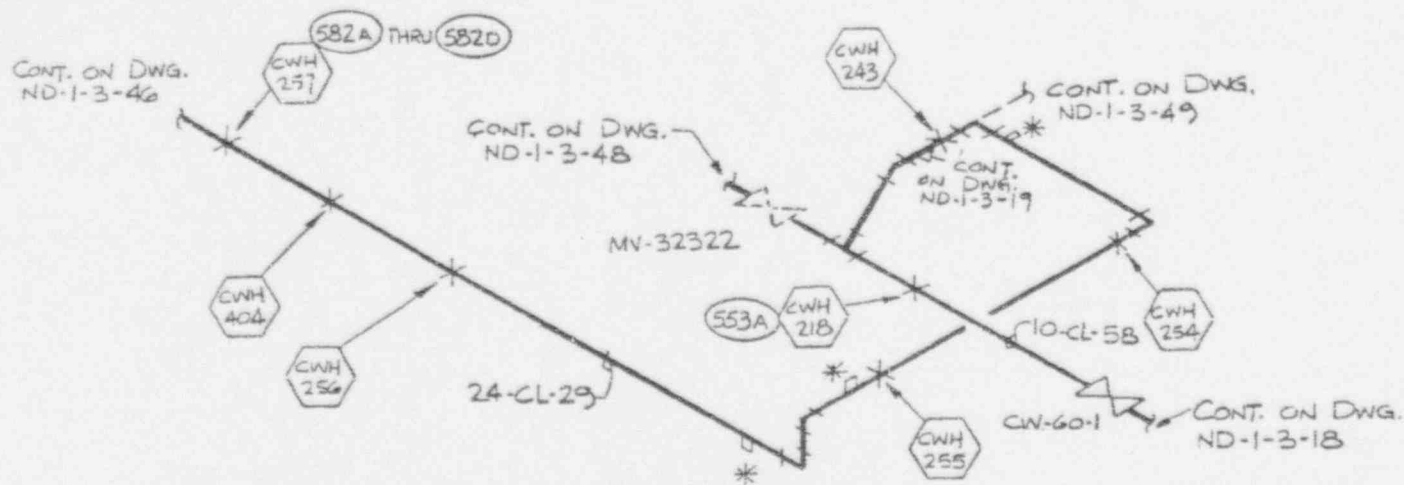 582A THRU 582D
CWH
257
CONT. ON DWG.
ND-1-3-46
CWH
243
CONT. ON DWG.
ND-1-3-49
*
CONT. ON DWG.
ND-1-3-48
CONT.
ON DWG.
ND-1-3-19
MV-32322
CWH
404
553A
CWH
218
10-CL-58
CWH
254
CWH
256
24-CL-29
*
CW-60-1
CONT. ON DWG.
ND-1-3-18
CWH
255
*